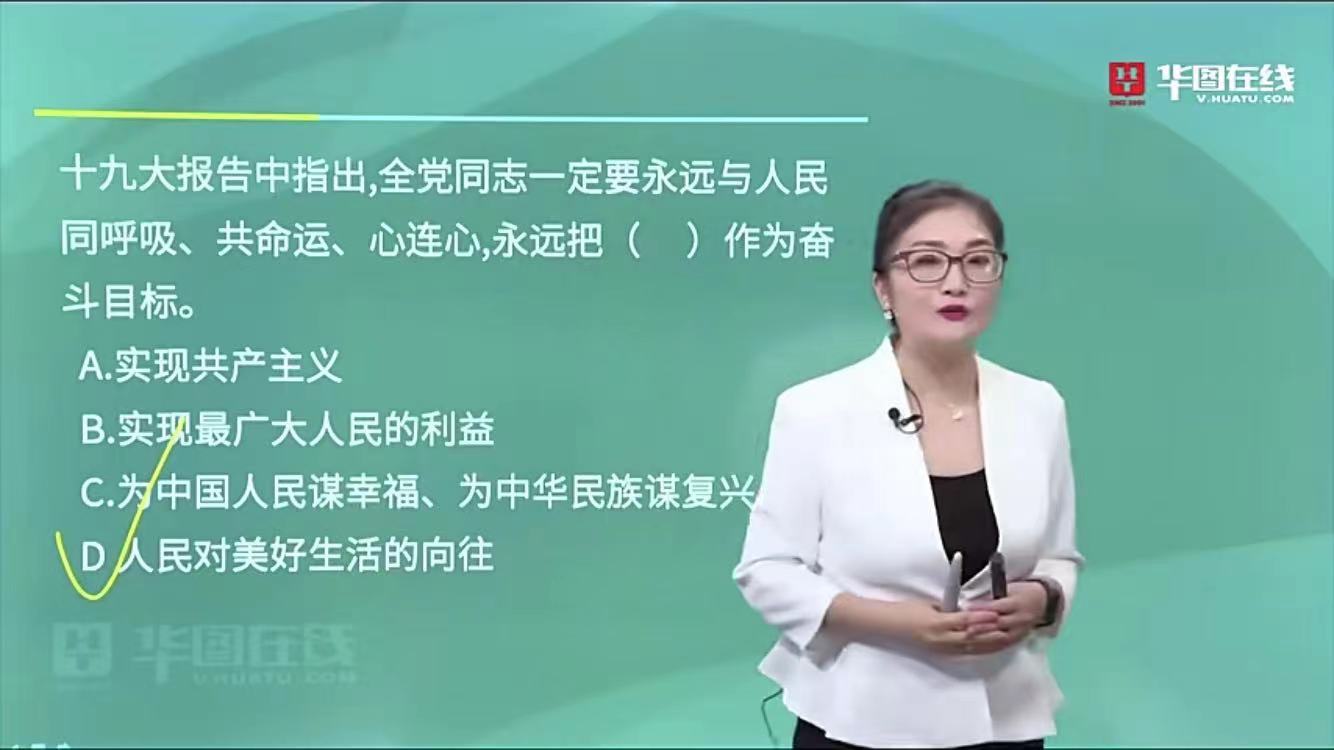 华图在线
V.HUATU.COM
十九大报告中指出,全党同志一定要永远与人民
同呼吸、共命运、心连心,永远把（ ）作为奋
斗目标。
A.实现共产主义
B.实现最广大人民的利益
C.为中国人民谋幸福、为中华民族谋复兴
D 人民对美好生活的向往
华图在线
V.HUATU.COM